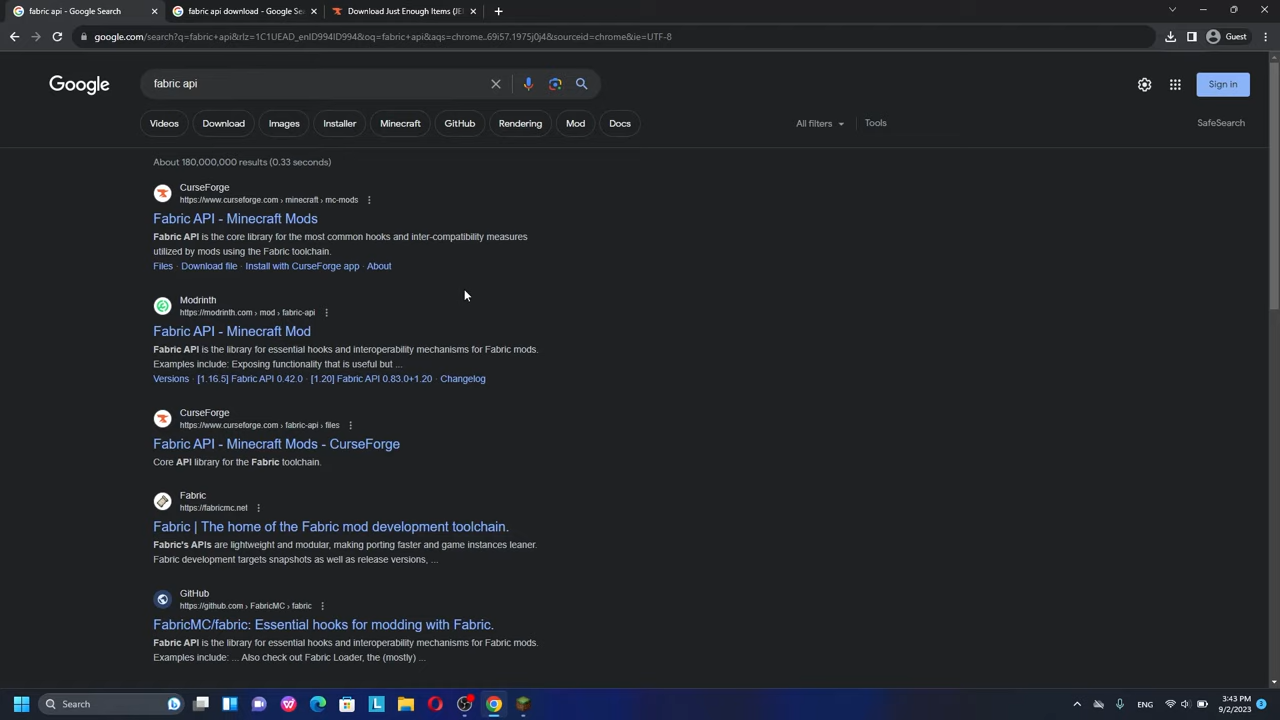 fabric api - Google Search
fabric api download - Google Sea
Download Just Enough Items (JEI
google.com/search?q=fabric+api&rlz=1C1UEAD_enID994ID994&oq=fabric+api&aqs=chrome..69i57.1975j0j4&sourceid=chrome&ie=UTF-8
Guest
Google
fabric api
Sign in
Videos
Download
Images
Installer
Minecraft
GitHub
Rendering
Mod
Docs
All filters
Tools
SafeSearch
About 180,000,000 results (0.33 seconds)
CurseForge
https://www.curseforge.com › minecraft › mc-mods
Fabric API - Minecraft Mods
Fabric API is the core library for the most common hooks and inter-compatibility measures
utilized by mods using the Fabric toolchain.
Files · Download file · Install with CurseForge app · About
Modrinth
https://modrinth.com › mod › fabric-api
Fabric API - Minecraft Mod
Fabric API is the library for essential hooks and interoperability mechanisms for Fabric mods.
Examples include: Exposing functionality that is useful but ...
Versions · [1.16.5] Fabric API 0.42.0 · [1.20] Fabric API 0.83.0+1.20 · Changelog
CurseForge
https://www.curseforge.com › fabric-api › files
Fabric API - Minecraft Mods - CurseForge
Core API library for the Fabric toolchain.
Fabric
https://fabricmc.net
Fabric | The home of the Fabric mod development toolchain.
Fabric's APIs are lightweight and modular, making porting faster and game instances leaner.
Fabric development targets snapshots as well as release versions, ...
GitHub
https://github.com › FabricMC › fabric
FabricMC/fabric: Essential hooks for modding with Fabric.
Fabric API is the library for essential hooks and interoperability mechanisms for Fabric mods.
Examples include: ... Also check out Fabric Loader, the (mostly) ...
Search
ENG
3:43 PM
9/2/2023
3